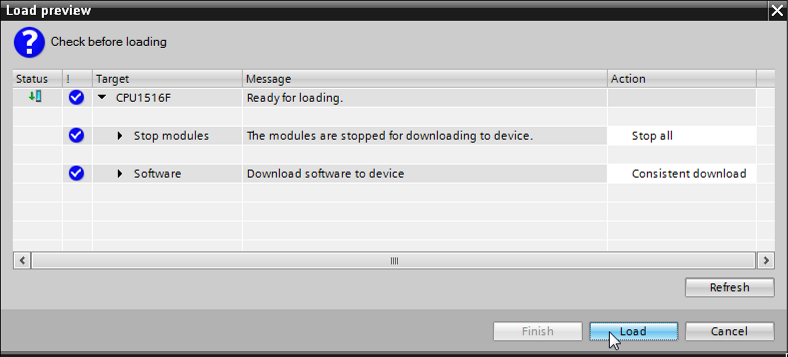 Load preview
Check before loading
Status ! Target Message Action
CPU1516F Ready for loading.
Stop modules The modules are stopped for downloading to device. Stop all
Software Download software to device Consistent download
Refresh
Finish Load Cancel